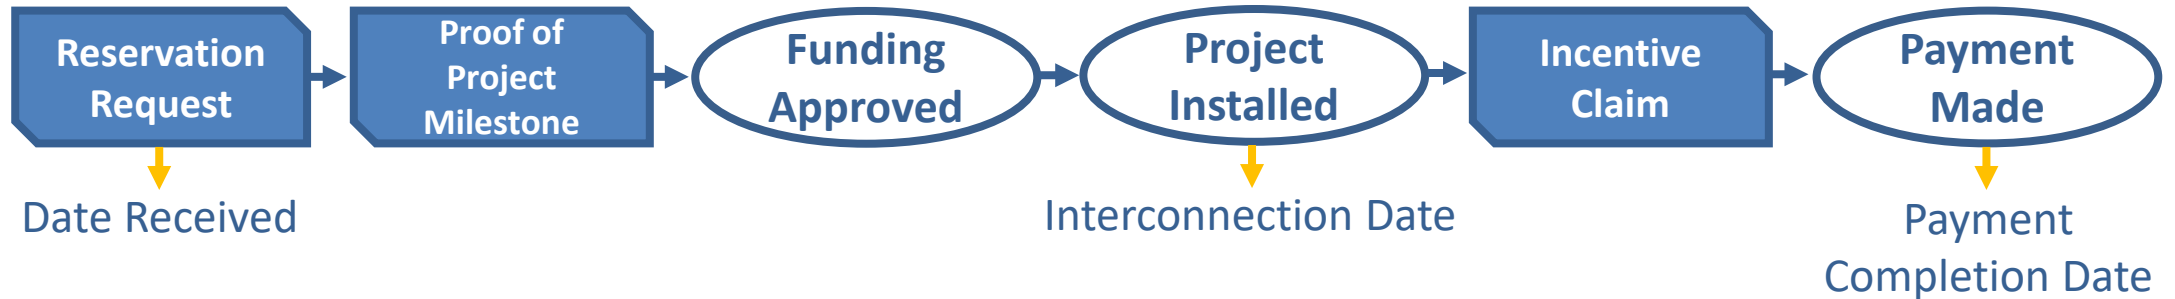 Reservation
Request
Proof of
Project
Milestone
Funding
Approved
Project
Installed
Incentive
Claim
Payment
Made
Date Received
Interconnection Date
Payment
Completion Date